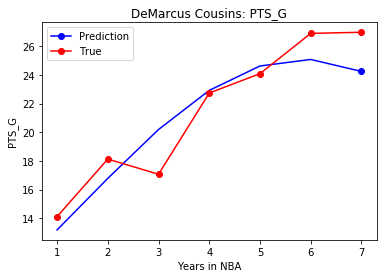 DeMarcus Cousins: PTS_G
Prediction
True
26
24
22
20
18
16
14
PTS_G
1 2 3 4 5 6 7
Years in NBA